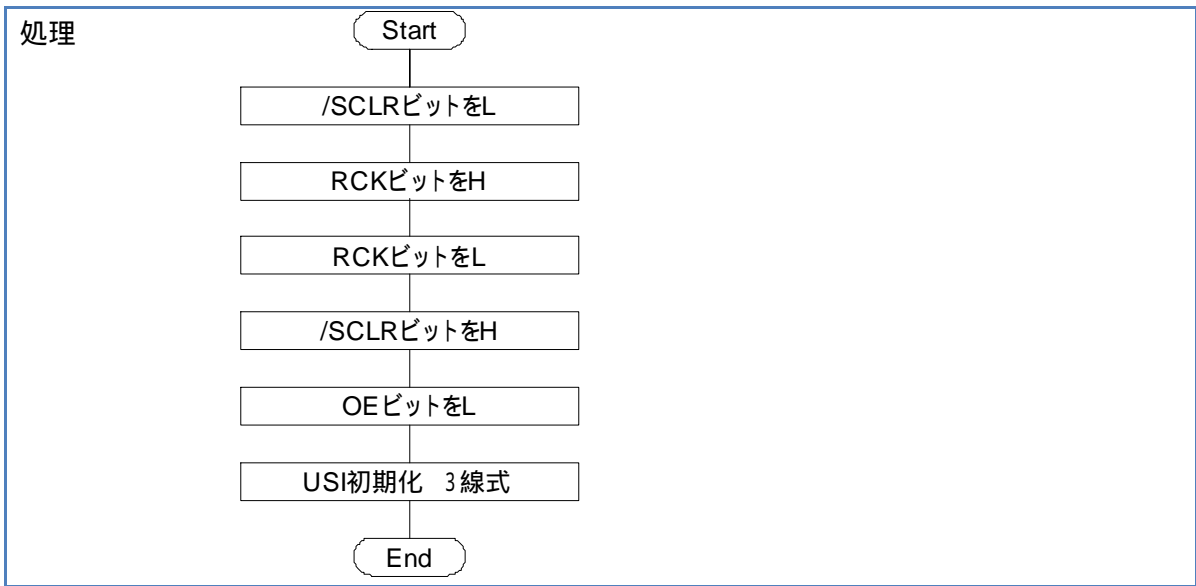 処理
Start
/SCLRビットをL
RCKビットをH
RCKビットをL
/SCLRビットをH
OEビットをL
USI初期化　3線式
End